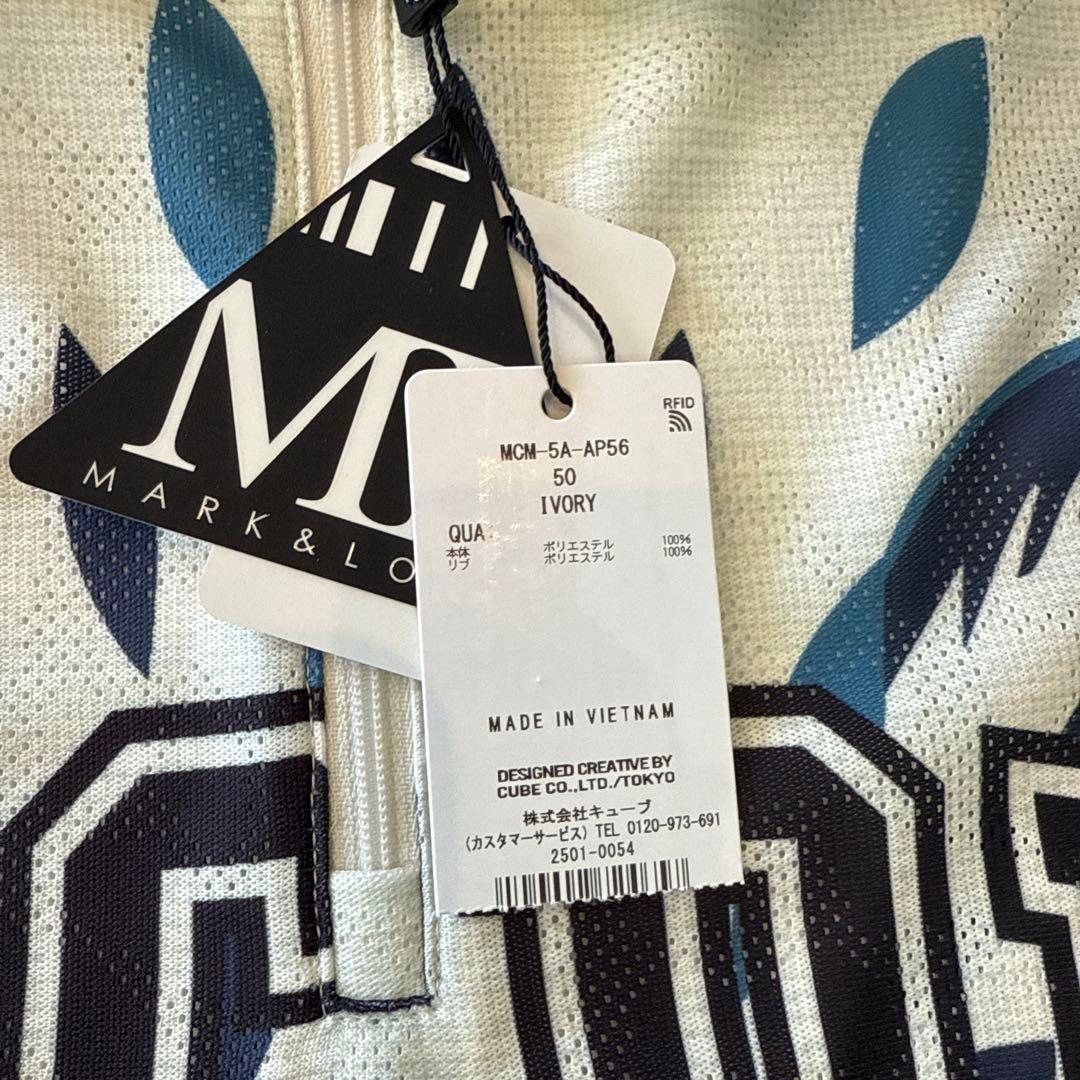 M
MARK & LO
RFID
MCM-5A-AP56
50
IVORY
QUA
本体 ポリエステル 100%
リブ ポリエステル 100%
MADE IN VIETNAM
DESIGNED CREATIVE BY
CUBE CO.,LTD./TOKYO
株式会社キューブ
(カスタマーサービス) TEL 0120-973-691
2501-0054